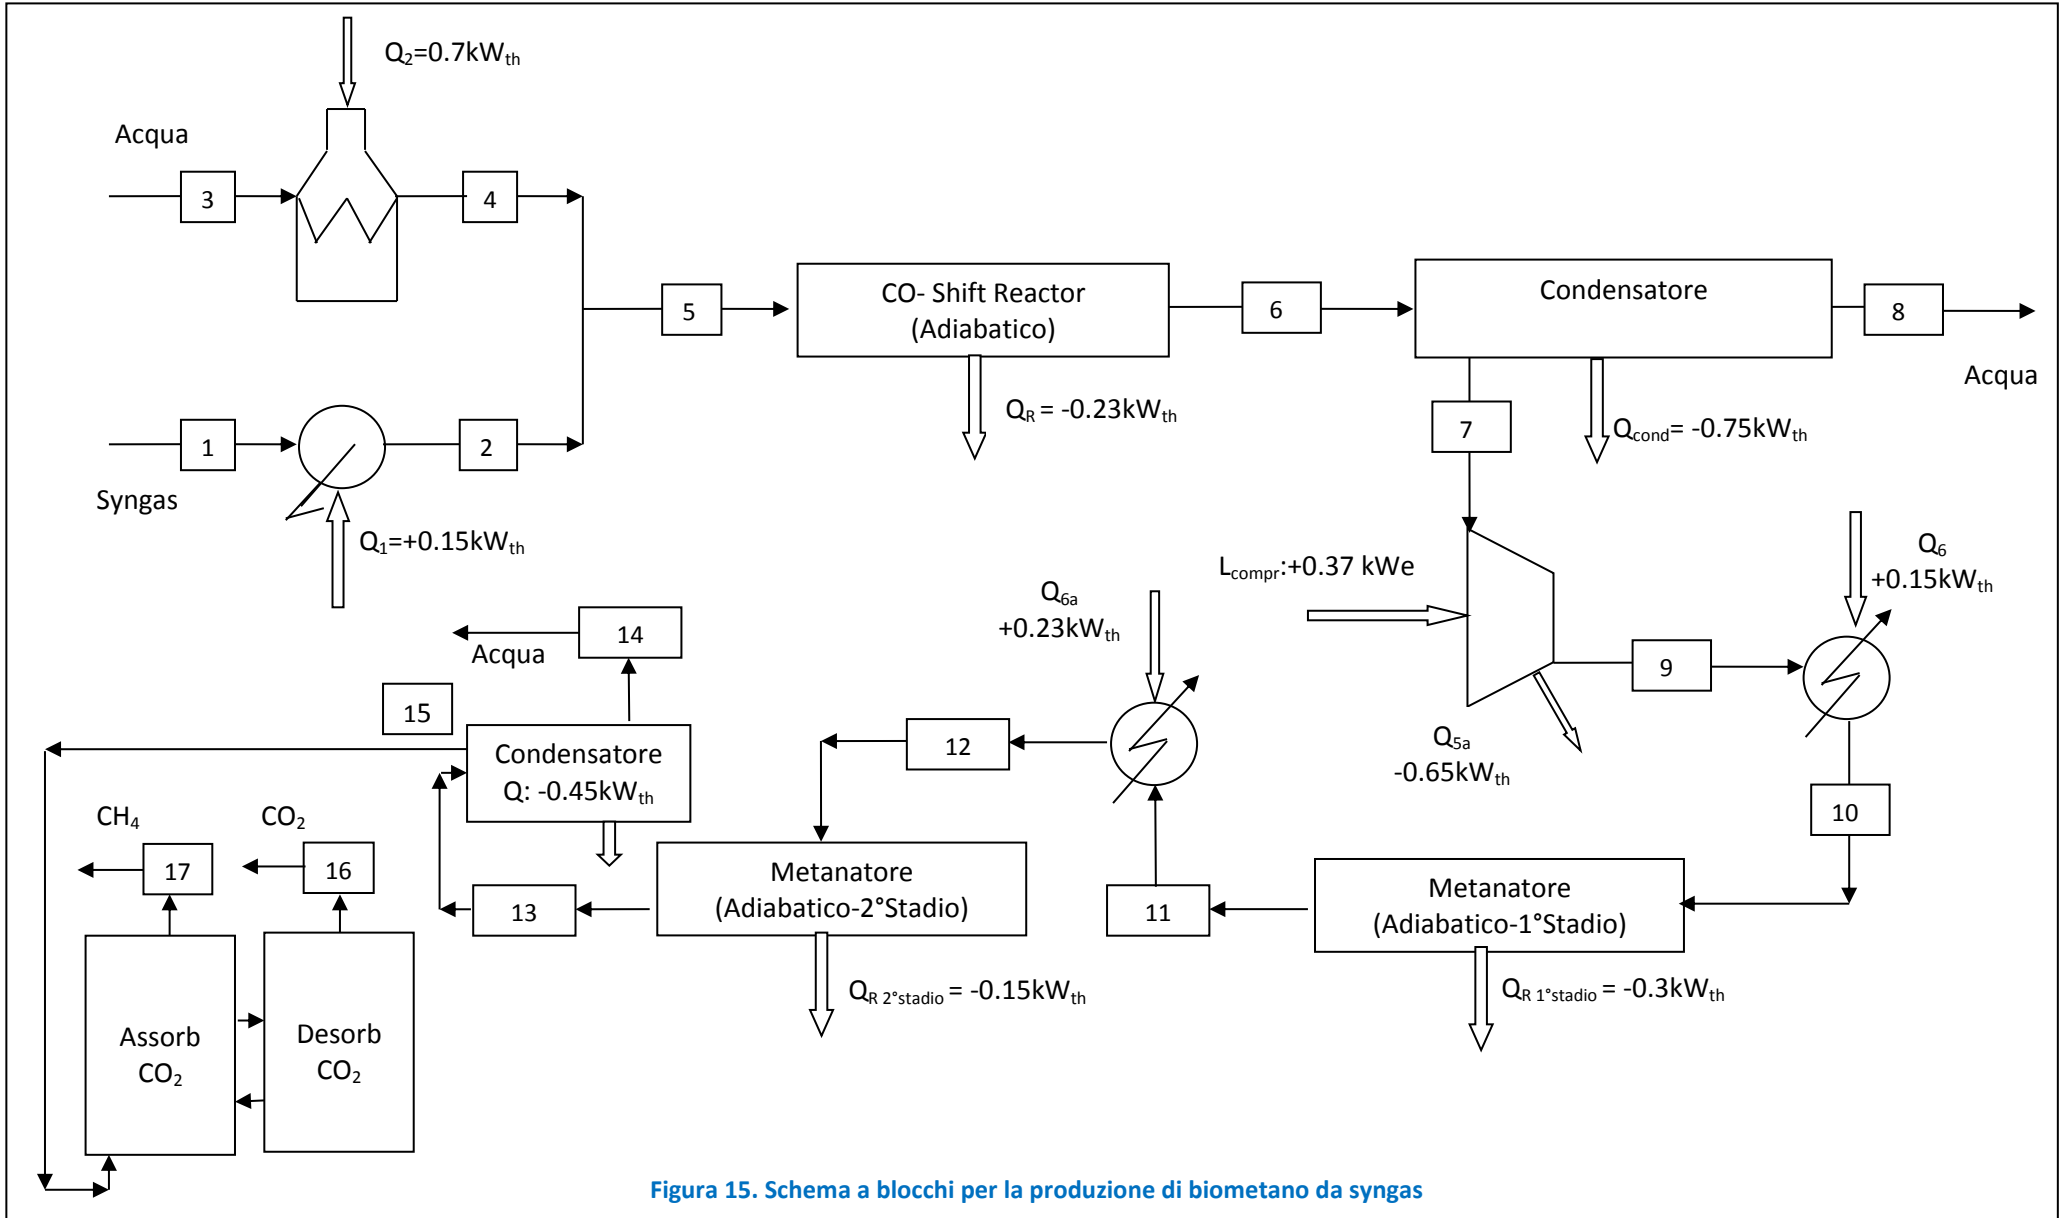 Q2=0.7kWth
Acqua
3
4
5
CO- Shift Reactor
(Adiabatico)
6
Condensatore
8
Acqua
QR = -0.23kWth
7
Qcond= -0.75kWth
1
2
Syngas
Q1=+0.15kWth
Lcompr:+0.37 kWe
Q6
+0.15kWth
Q6a
+0.23kWth
14
Acqua
9
15
12
Q5a
-0.65kWth
Condensatore
Q: -0.45kWth
10
CH4
CO2
17
16
Metanatore
(Adiabatico-2°Stadio)
Metanatore
(Adiabatico-1°Stadio)
13
11
QR 2°stadio = -0.15kWth
QR 1°stadio = -0.3kWth
Assorb
CO2
Desorb
CO2
Figura 15. Schema a blocchi per la produzione di biometano da syngas